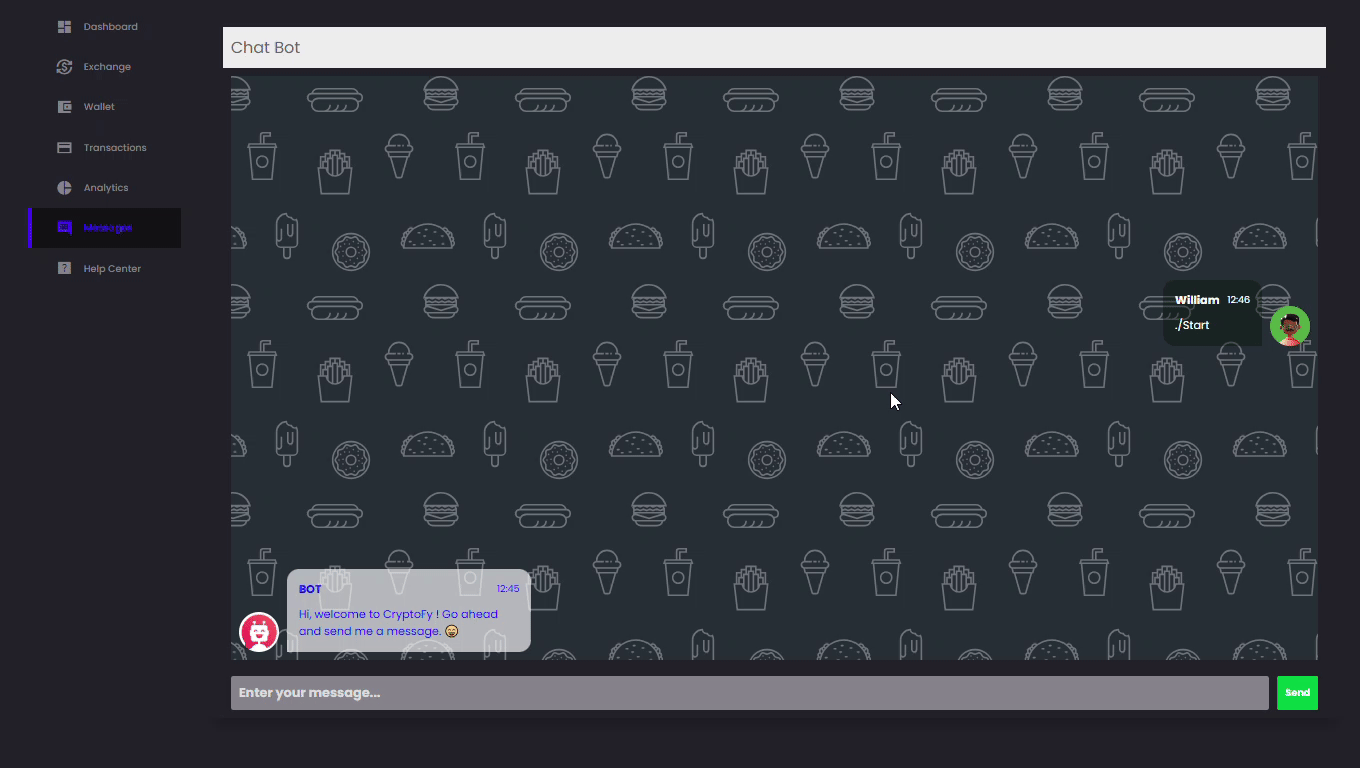 Dashboard
Exchange
Wallet
Transactions
Analytics
Messages
Help Center
Chat Bot
William 12:46
./Start
BOT 12:45
Hi, welcome to CryptoFy ! Go ahead
and send me a message. 😄
Enter your message...
Send